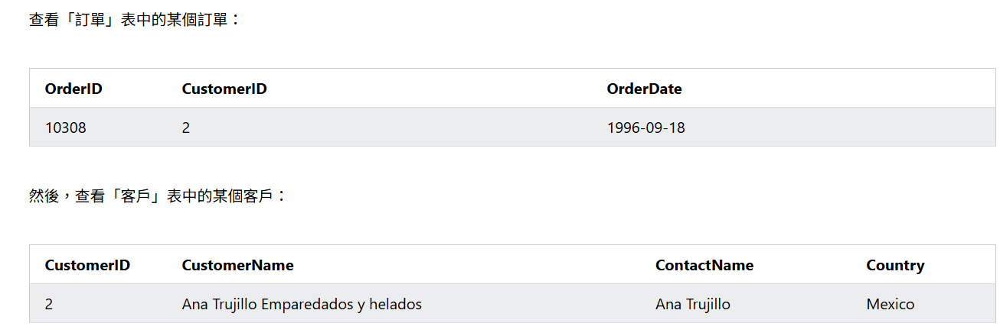 查看「訂單」表中的某個訂單：
OrderID CustomerID OrderDate
10308 2 1996-09-18
然後，查看「客戶」表中的某個客戶：
CustomerID CustomerName ContactName Country
2 Ana Trujillo Emparedados y helados Ana Trujillo Mexico